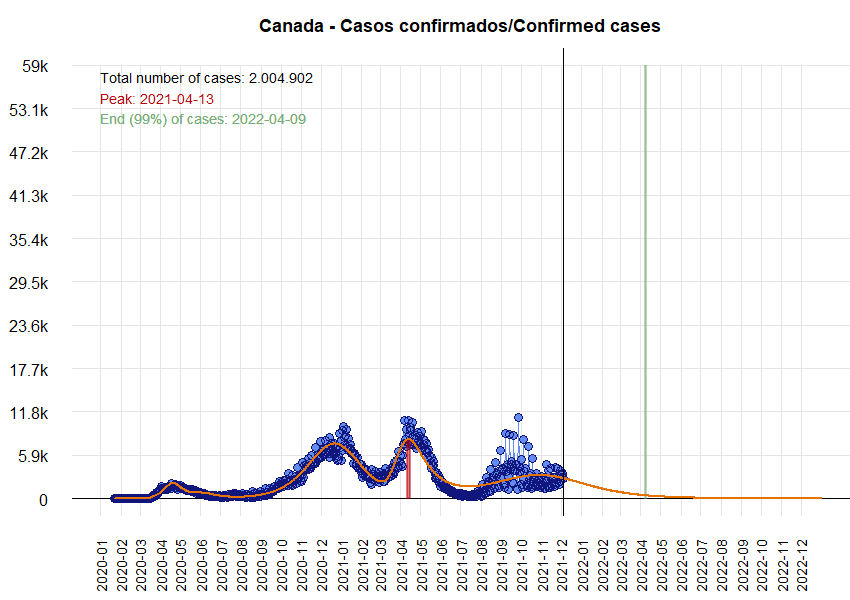 Canada - Casos confirmados/Confirmed cases
Total number of cases: 2.004.902
Peak: 2021-04-13
End (99%) of cases: 2022-04-09
59k
53.1k
47.2k
41.3k
35.4k
29.5k
23.6k
17.7k
11.8k
5.9k
0
2020-01
2020-02
2020-03
2020-04
2020-05
2020-06
2020-07
2020-08
2020-09
2020-10
2020-11
2020-12
2021-01
2021-02
2021-03
2021-04
2021-05
2021-06
2021-07
2021-08
2021-09
2021-10
2021-11
2021-12
2022-01
2022-02
2022-03
2022-04
2022-05
2022-06
2022-07
2022-08
2022-09
2022-10
2022-11
2022-12